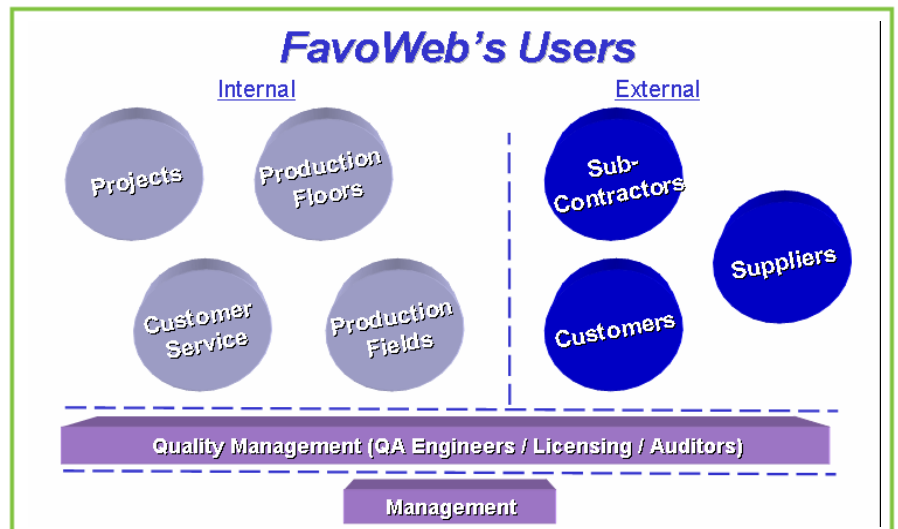 FavoWeb's Users
Internal
External
Projects
Production
Floors
Customer
Service
Production
Fields
Sub-
Contractors
Suppliers
Customers
Quality Management (QA Engineers / Licensing / Auditors)
Management